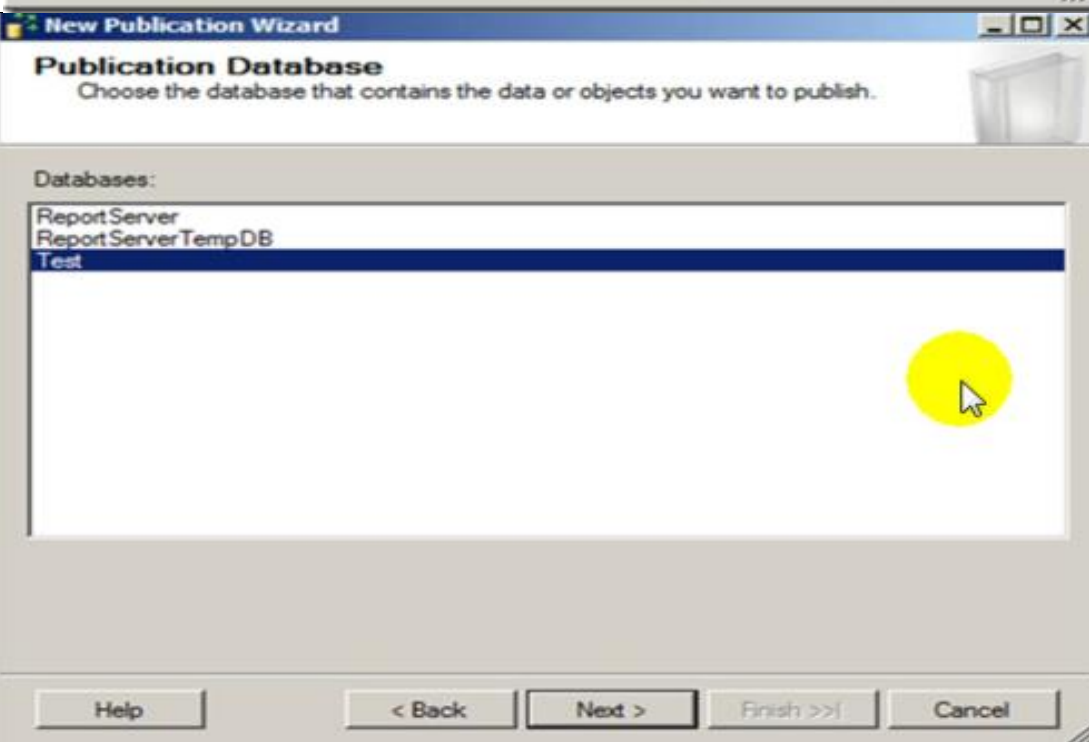 New Publication Wizard
Publication Database
Choose the database that contains the data or objects you want to publish.
Databases:
ReportServer
ReportServerTempDB
Test
Help
< Back
Next >
Finish >>|
Cancel